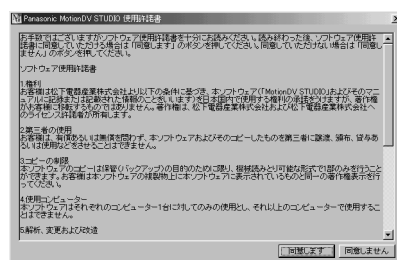 Panasonic MotionDV STUDIO 使用許諾書
お手数ではございますがソフトウェア使用許諾書を十分にお読みください。読み終わった後、ソフトウェア使用許
諾書に同意していただける場合は「同意します」のボタンを押してください。同意していただけない場合は「同意し
ません」のボタンを押してください。
ソフトウェア使用許諾書
1.権利
お客様は松下電器産業株式会社より以下の条件に基づき、本ソフトウェア(「MotionDV STUDIO」およびそのマニ
ュアルに記録または記載された情報のことをいいます)を日本国内で使用する権利の承諾をうけますが、著作権
がお客様に移転するものではありません。著作権は、松下電器産業株式会社および松下電器産業株式会社へ
のライセンス許諾者が所有します。
2.第三者の使用
お客様は、有償あるいは無償を問わず、本ソフトウェアおよびそのコピーしたものを第三者に譲渡、頒布、貸与ある
いは使用などをさせることはできません。
3.コピーの制限
本ソフトウェアのコピーは保管(バックアップ)の目的のためだけに限り、機械読みとり可能な形式で1部のみを行うこと
ができます。お客様は本ソフトウェアの複製物上に本ソフトウェアに表示されているものと同一の著作権表示を行
ってください。
4.使用コンピューター
本ソフトウェアはそれぞれのコンピューター1台に対してのみの使用とし、それ以上のコンピューターで使用するこ
とはできません。
5.解析、変更および改造
同意します
同意しません